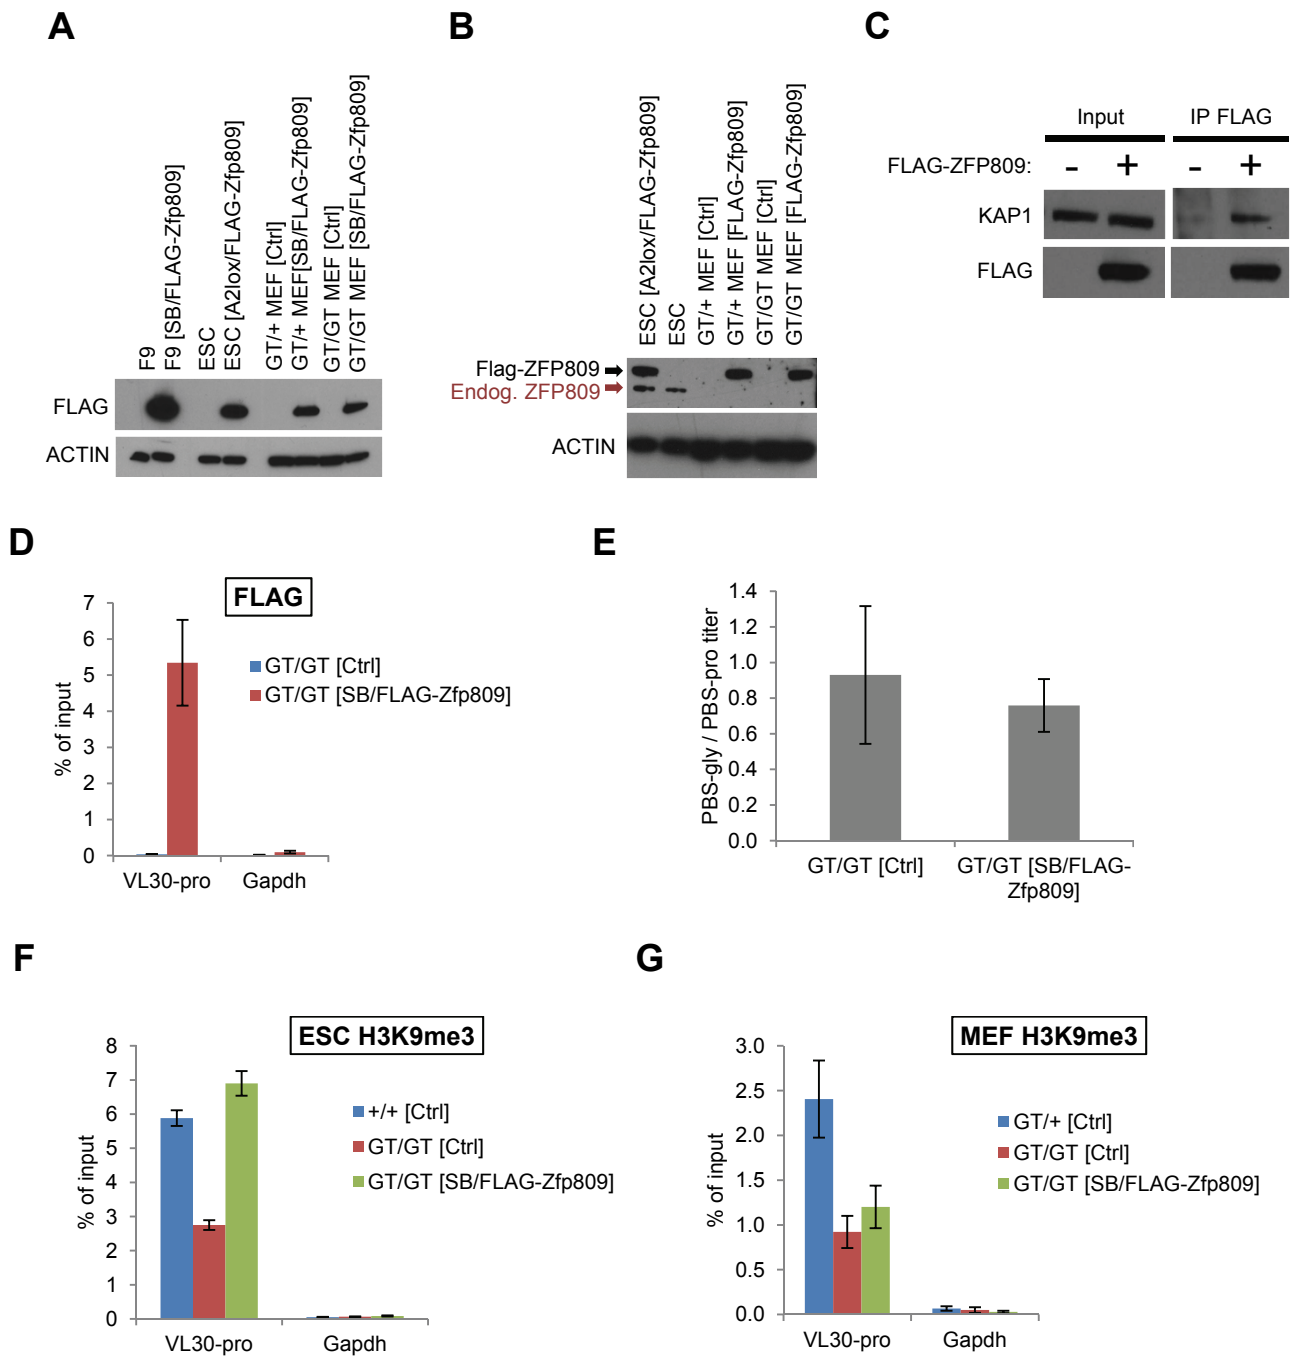 A
F9
F9 [SB/FLAG-Zfp809]
ESC
ESC [A2lox/FLAG-Zfp809]
GT/+ MEF [Ctrl]
GT/+ MEF[SB/FLAG-Zfp809]
GT/GT MEF [Ctrl]
GT/GT MEF [SB/FLAG-Zfp809]
FLAG
ACTIN
B
ESC [A2lox/FLAG-Zfp809]
ESC
GT/+ MEF [Ctrl]
GT/+ MEF [FLAG-Zfp809]
GT/GT MEF [Ctrl]
GT/GT MEF [FLAG-Zfp809]
Flag-ZFP809
Endog. ZFP809
ACTIN
C
Input
IP FLAG
FLAG-ZFP809: - + - +
KAP1
FLAG
D
FLAG
7
6
5
4
3
2
1
0
% of input
GT/GT [Ctrl]
GT/GT [SB/FLAG-Zfp809]
VL30-pro
Gapdh
E
1.4
1.2
1.0
0.8
0.6
0.4
0.2
0.0
PBS-gly / PBS-pro titer
GT/GT [Ctrl]
GT/GT [SB/FLAG-
Zfp809]
F
ESC H3K9me3
8
7
6
5
4
3
2
1
0
% of input
+/+ [Ctrl]
GT/GT [Ctrl]
GT/GT [SB/FLAG-Zfp809]
VL30-pro
Gapdh
G
MEF H3K9me3
3.0
2.5
2.0
1.5
1.0
0.5
0.0
% of input
GT/+ [Ctrl]
GT/GT [Ctrl]
GT/GT [SB/FLAG-Zfp809]
VL30-pro
Gapdh